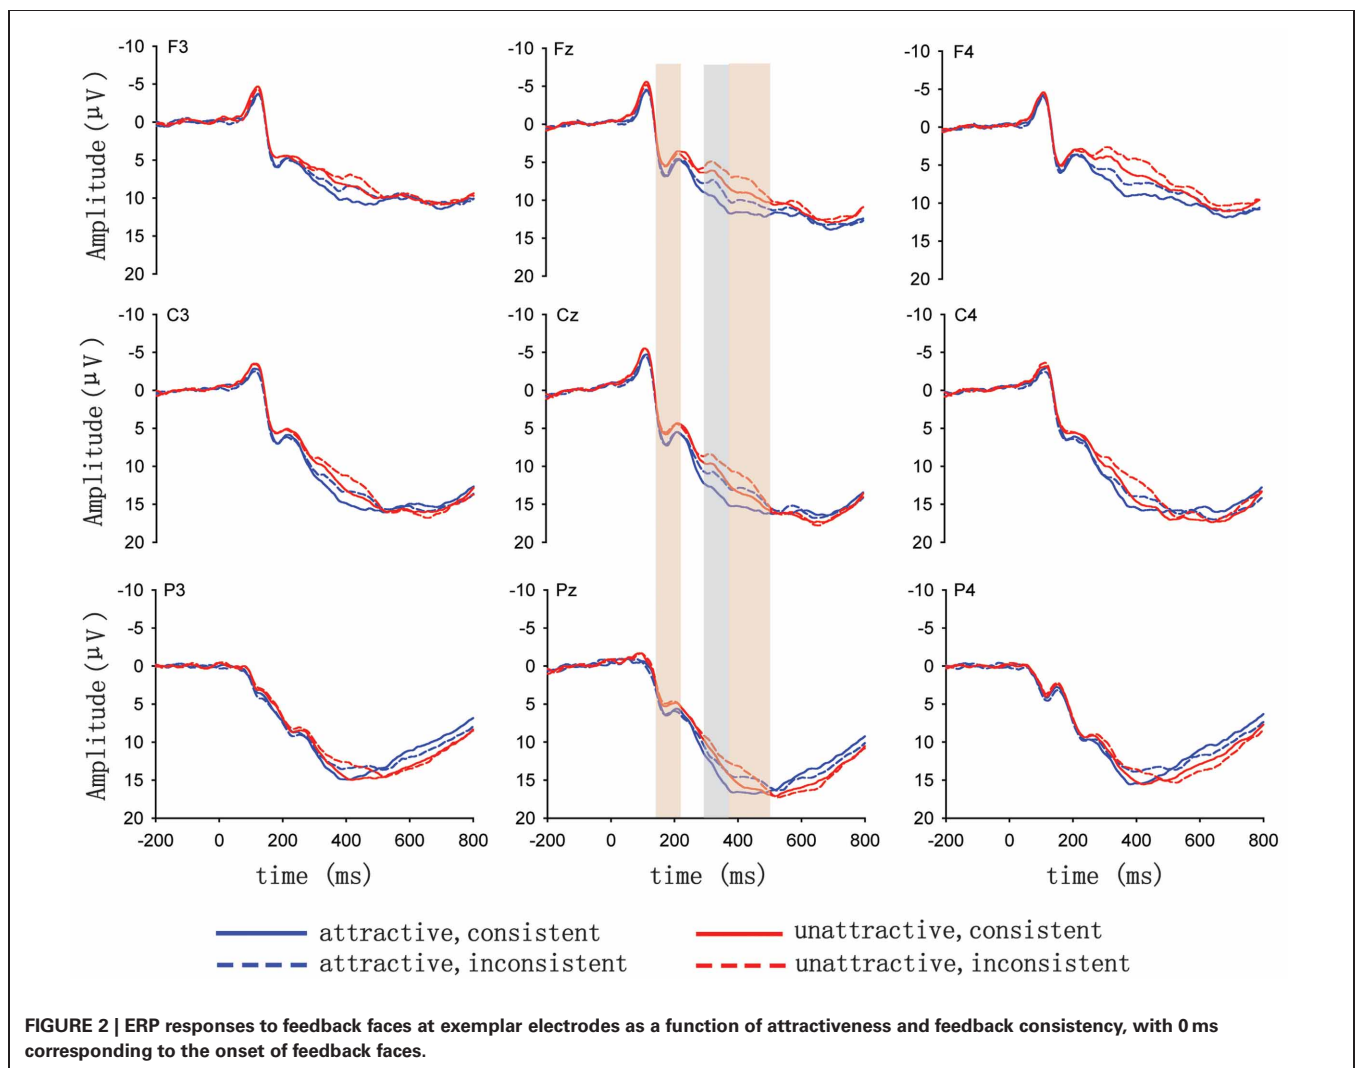 F3
-10
-5
0
5
10
15
20
Amplitude(μV)
Fz
-10
-5
0
5
10
15
20
F4
-10
-5
0
5
10
15
20
C3
-10
-5
0
5
10
15
20
Amplitude(μV)
Cz
-10
-5
0
5
10
15
20
C4
-10
-5
0
5
10
15
20
P3
-10
-5
0
5
10
15
20
Amplitude(μV)
-200 0 200 400 600 800
time (ms)
Pz
-10
-5
0
5
10
15
20
-200 0 200 400 600 800
time (ms)
P4
-10
-5
0
5
10
15
20
-200 0 200 400 600 800
time (ms)
attractive, consistent
unattractive, consistent
attractive, inconsistent
unattractive, inconsistent
FIGURE 2 | ERP responses to feedback faces at exemplar electrodes as a function of attractiveness and feedback consistency, with 0 ms
corresponding to the onset of feedback faces.